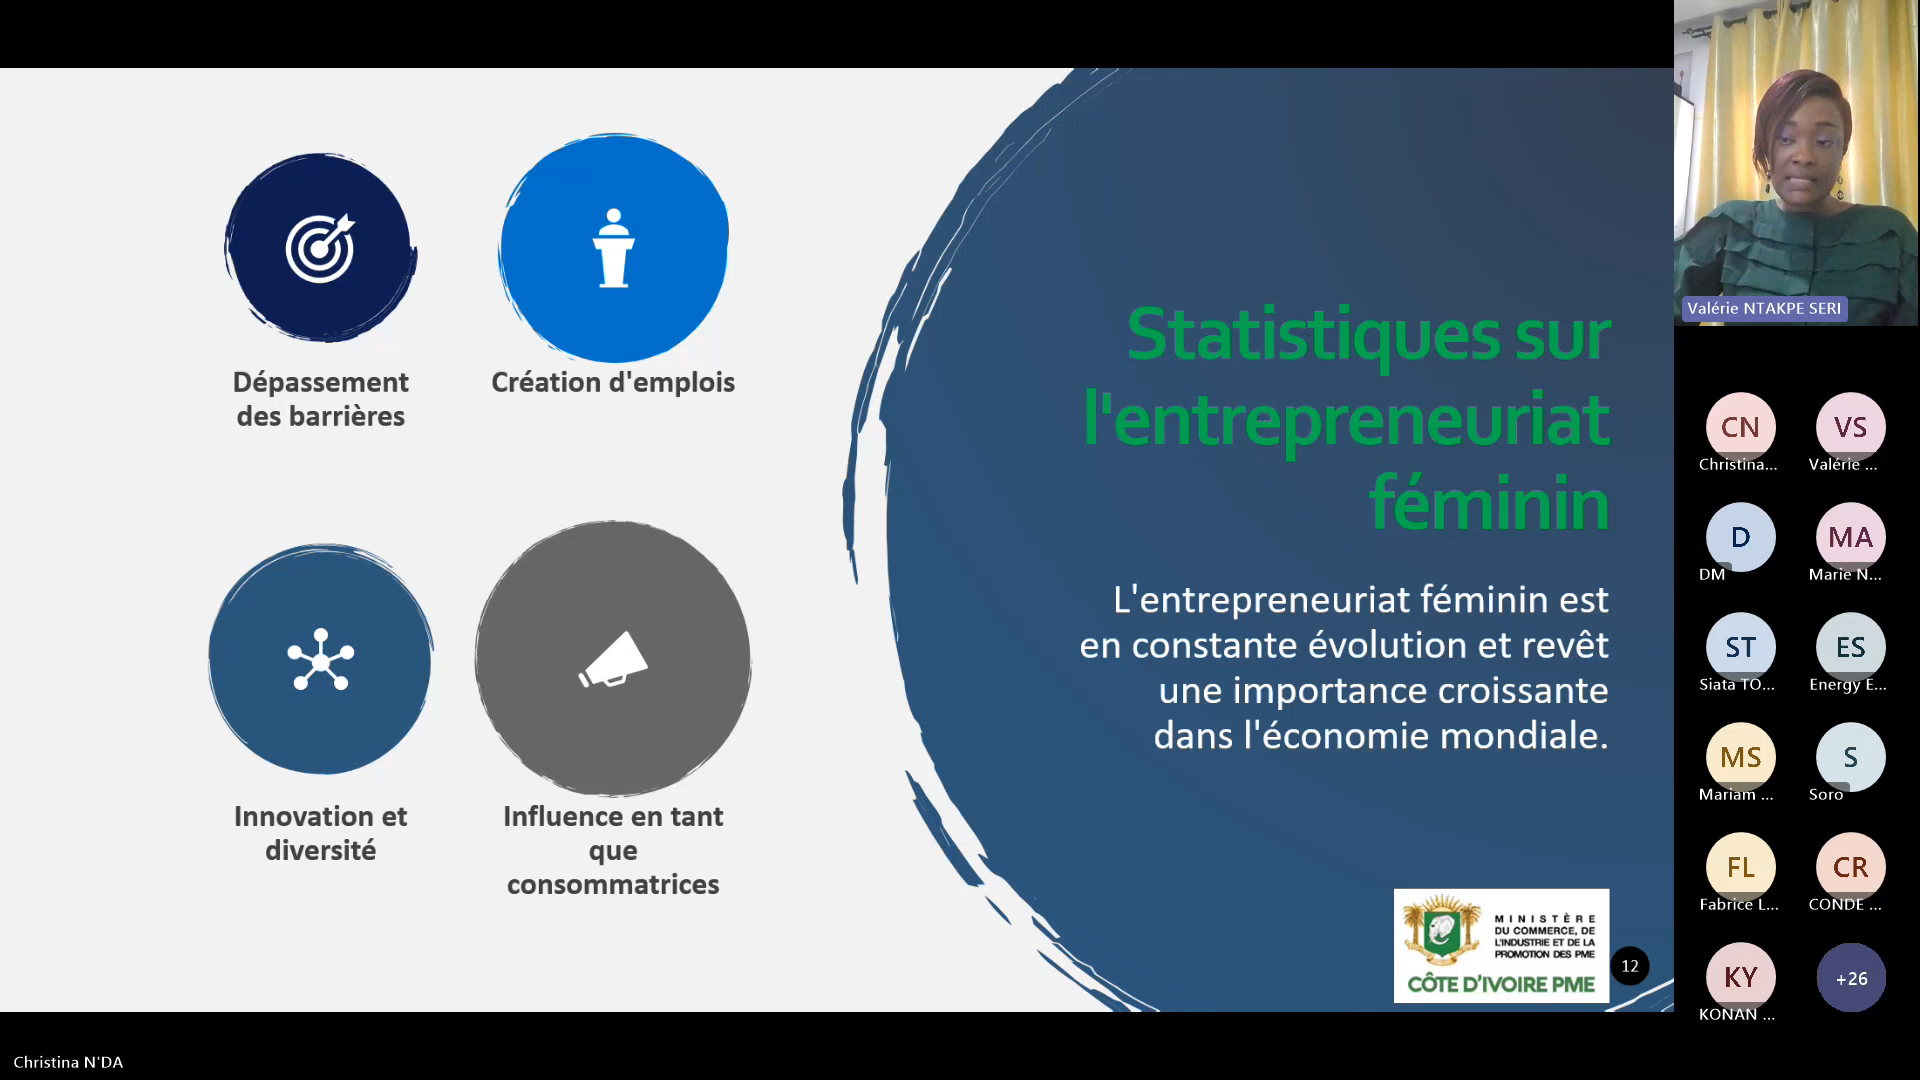 Dépassement
des barrières
Création d'emplois
Innovation et
diversité
Influence en tant
que
consommatrices
Statistiques sur
l'entrepreneuriat
féminin
L'entrepreneuriat féminin est
en constante évolution et revêt
une importance croissante
dans l'économie mondiale.
MINISTÈRE
DU COMMERCE, DE
L'INDUSTRIE ET DE LA
PROMOTION DES PME
CÔTE D'IVOIRE PME
12
Valérie NTAKPE SERI
CN
Christina...
VS
Valérie ...
D
DM
MA
Marie N...
ST
Siata TO...
ES
Energy E...
MS
Mariam ...
S
Soro
FL
Fabrice L...
CR
CONDE ...
KY
KONAN ...
+26
Christina N'DA